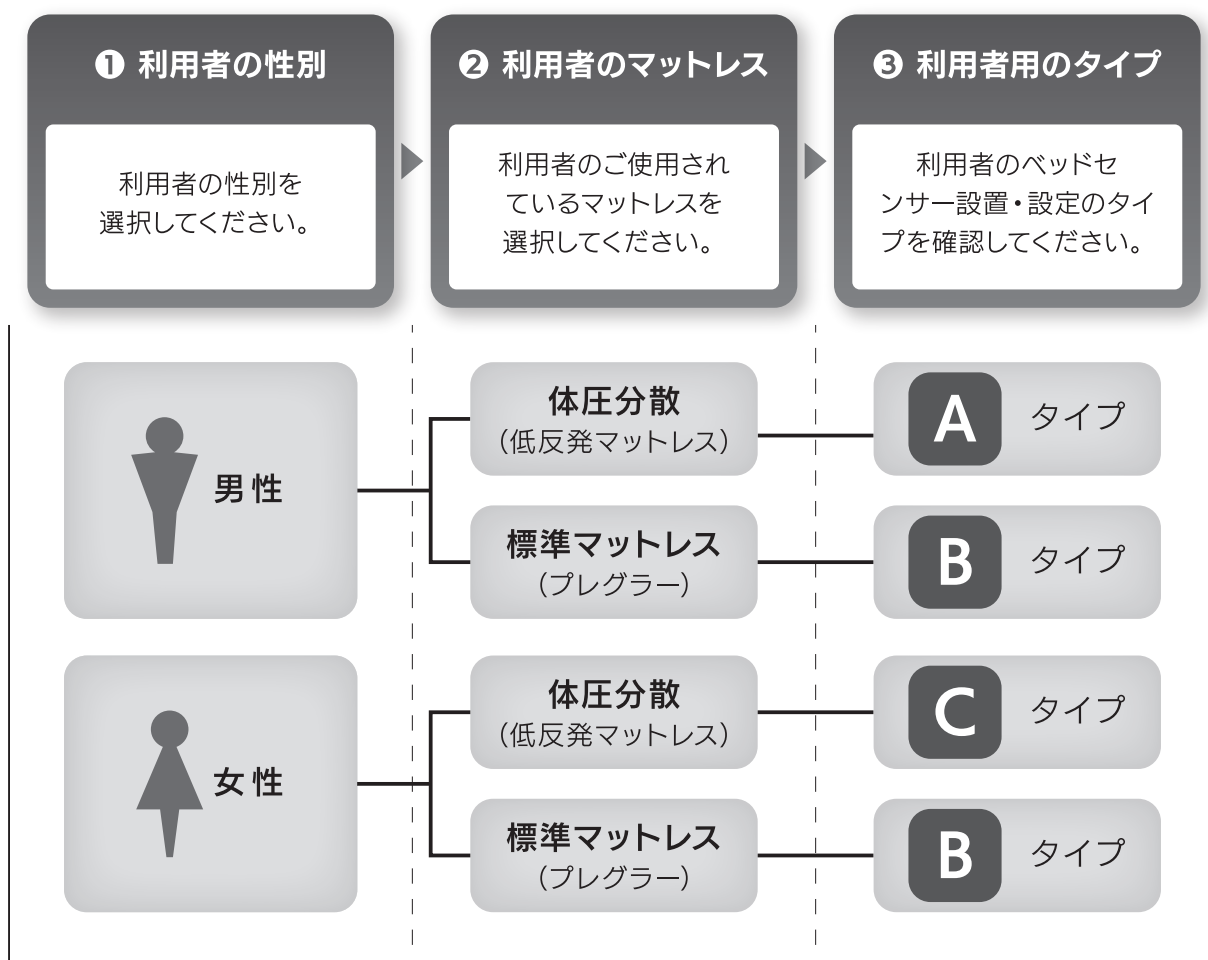 ❶ 利用者の性別
利用者の性別を
選択してください。
❷ 利用者のマットレス
利用者のご使用され
ているマットレスを
選択してください。
❸ 利用者用のタイプ
利用者のベッドセ
ンサー設置・設定のタイ
プを確認してください。
男性
体圧分散
（低反発マットレス）
A タイプ
標準マットレス
（プレグラー）
B タイプ
女性
体圧分散
（低反発マットレス）
C タイプ
標準マットレス
（プレグラー）
B タイプ